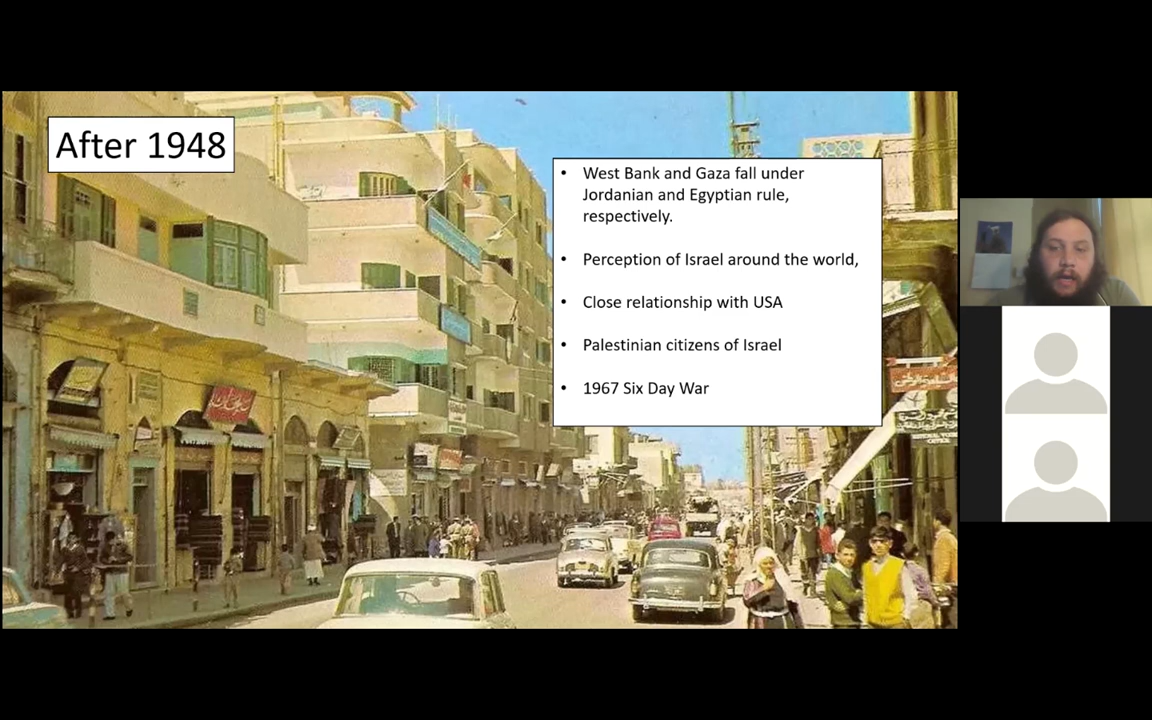 After 1948
• West Bank and Gaza fall under
Jordanian and Egyptian rule,
respectively.
• Perception of Israel around the world,
• Close relationship with USA
• Palestinian citizens of Israel
• 1967 Six Day War